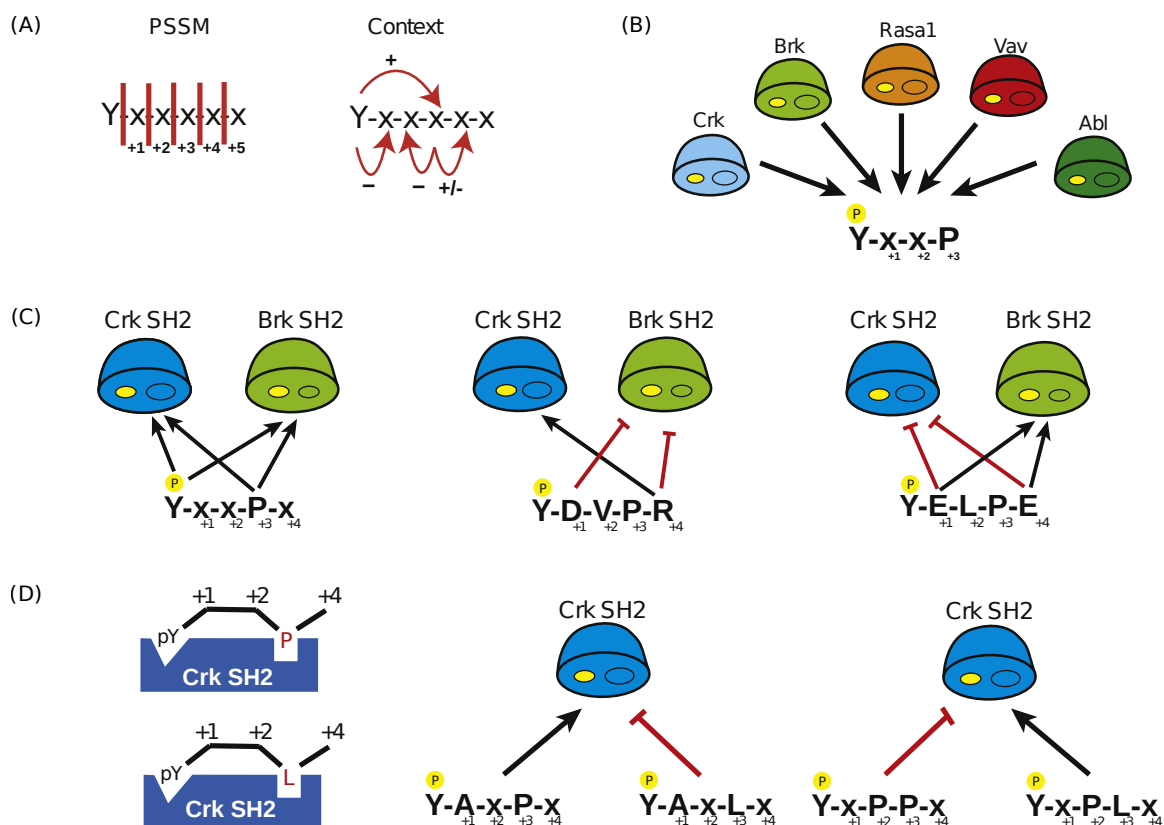 (A)
PSSM
Context
Y-x-x-x-x-x
+1 +2 +3 +4 +5
+
Y-x-x-x-x-x
– – +/-
(B)
Crk
Brk
Rasa1
Vav
Abl
P
Y-x-x-P
+1 +2 +3
(C)
Crk SH2
Brk SH2
P
Y-x-x-P-x
+1 +2 +3 +4
Crk SH2
Brk SH2
P
Y-D-V-P-R
+1 +2 +3 +4
Crk SH2
Brk SH2
P
Y-E-L-P-E
+1 +2 +3 +4
(D)
+1 +2 +4
pY P
Crk SH2
+1 +2 +4
pY L
Crk SH2
Crk SH2
P
Y-A-x-P-x
+1 +2 +3 +4
P
Y-A-x-L-x
+1 +2 +3 +4
Crk SH2
P
Y-x-P-P-x
+1 +2 +3 +4
P
Y-x-P-L-x
+1 +2 +3 +4